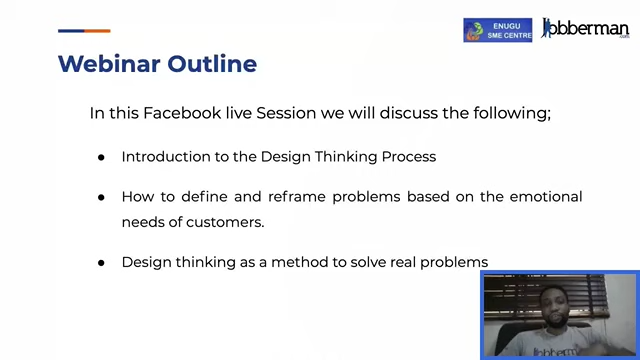 ENUGU
SME CENTRE
Jobberman
.com
Webinar Outline
In this Facebook live Session we will discuss the following;
● Introduction to the Design Thinking Process
● How to define and reframe problems based on the emotional
needs of customers.
● Design thinking as a method to solve real problems
Jobberman